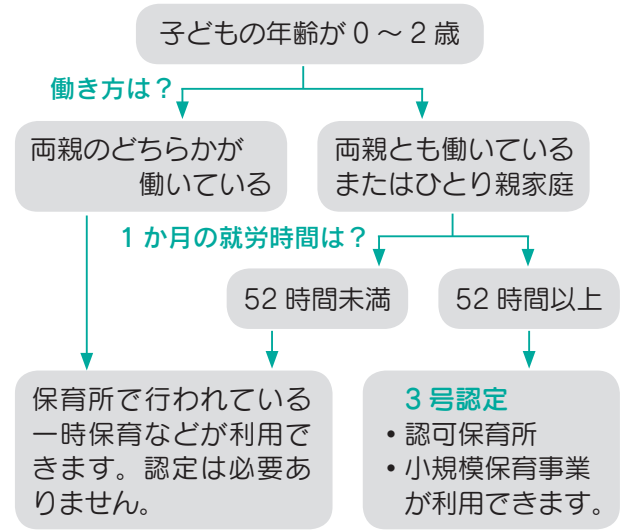 子どもの年齢が0～2歳
働き方は？
両親のどちらかが
働いている
両親とも働いている
またはひとり親家庭
1か月の就労時間は？
52時間未満
52時間以上
保育所で行われている
一時保育などが利用で
きます。認定は必要あ
りません。
3号認定
・認可保育所
・小規模保育事業
が利用できます。